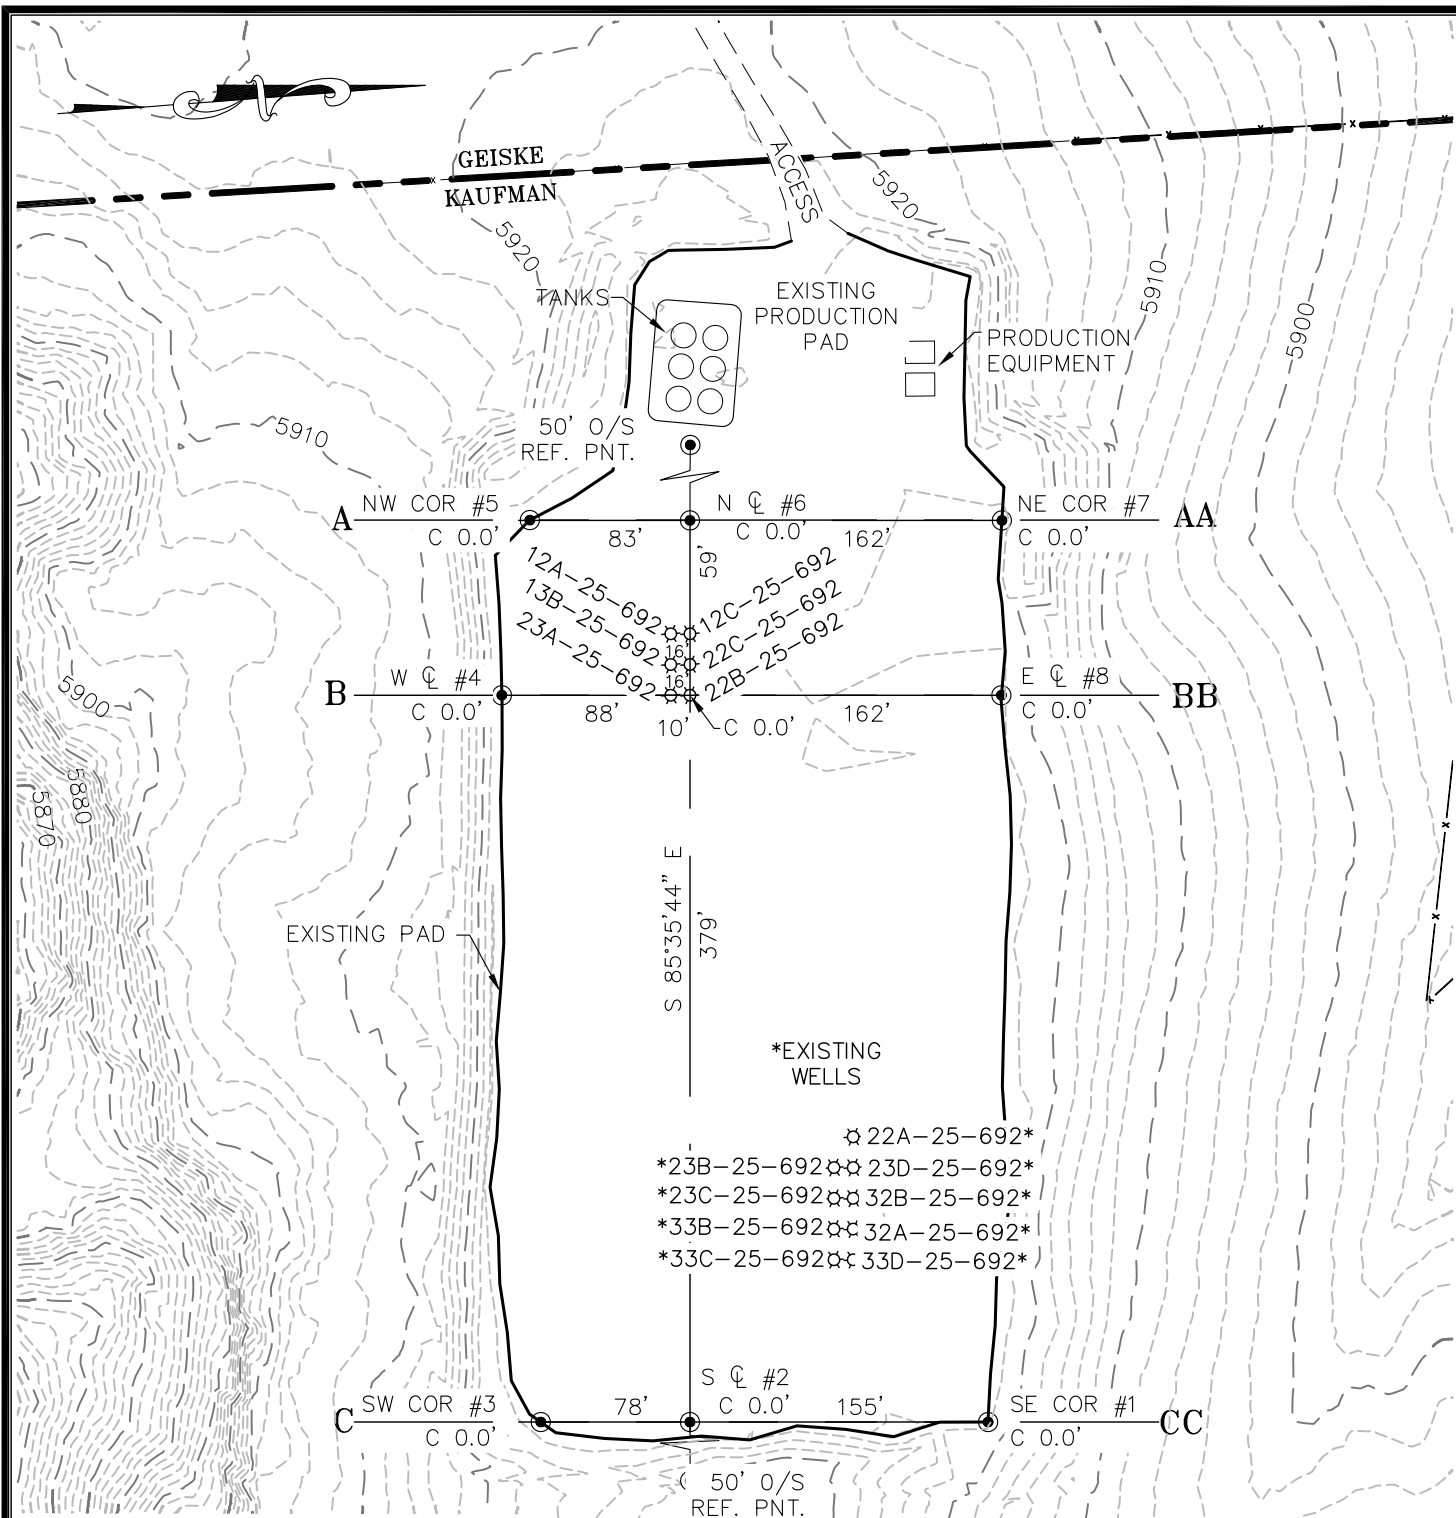 N
GEISKE
KAUFMAN
ACCESS
5920
5920
5910
5900
TANKS
EXISTING
PRODUCTION
PAD
PRODUCTION
EQUIPMENT
5910
50' O/S
REF. PNT.
A
NW COR #5
C 0.0'
N ℄ #6
C 0.0'
NE COR #7
C 0.0'
AA
83'
162'
59'
12A-25-692
13B-25-692
23A-25-692
12C-25-692
22C-25-692
22B-25-692
16'
16'
B
W ℄ #4
C 0.0'
E ℄ #8
C 0.0'
BB
88'
10'
C 0.0'
162'
5900
5880
5870
S 85°35'44" E
379'
EXISTING PAD
*EXISTING
WELLS
22A-25-692*
*23B-25-692
23D-25-692*
*23C-25-692
32B-25-692*
*33B-25-692
32A-25-692*
*33C-25-692
33D-25-692*
C
SW COR #3
C 0.0'
S ℄ #2
C 0.0'
SE COR #1
C 0.0'
CC
78'
155'
50' O/S
REF. PNT.